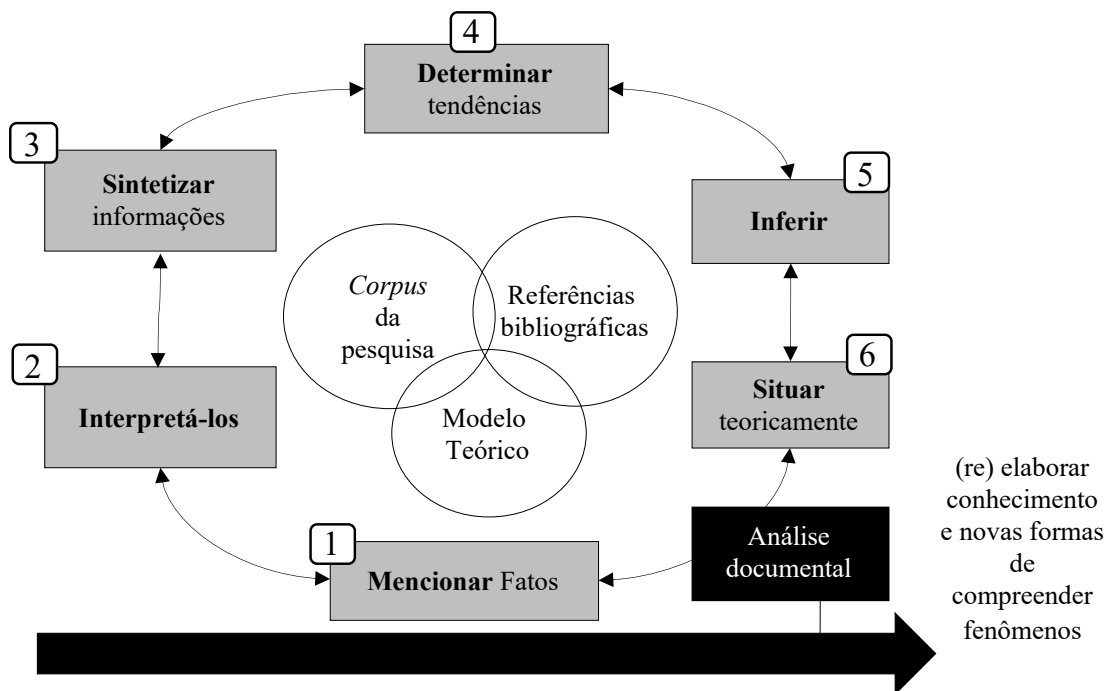 4
Determinar
tendências
3
Sintetizar
informações
5
Inferir
Corpus
da
pesquisa
Referências
bibliográficas
Modelo
Teórico
2
Interpretá-los
6
Situar
teoricamente
1
Mencionar Fatos
Análise
documental
(re) elaborar
conhecimento
e novas formas
de
compreender
fenômenos